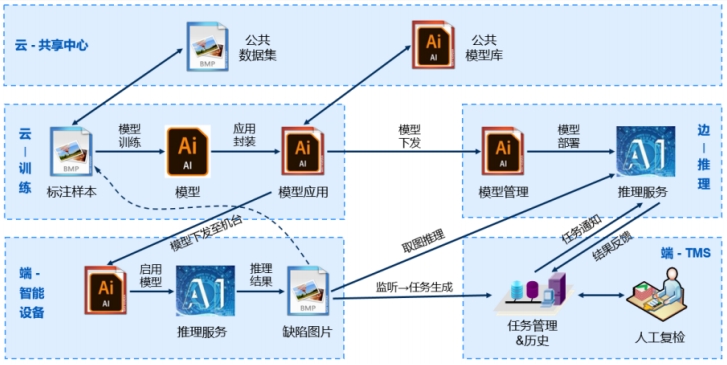 云 - 共享中心
公共
数据集
公共
模型库
BMP
Ai
AI
云
—
训
练
BMP
标注样本
模型
训练
Ai
AI
模型
应用
封装
Ai
AI
模型应用
模型
下发
Ai
AI
模型管理
模型
部署
AI
推理服务
边
—
推
理
模型下发至机台
取图推理
任务通知
结果反馈
端 -
智能
设备
Ai
AI
启用
模型
AI
推理服务
推理
结果
BMP
缺陷图片
监听→任务生成
任务管理
&历史
人工复检
端 - TMS